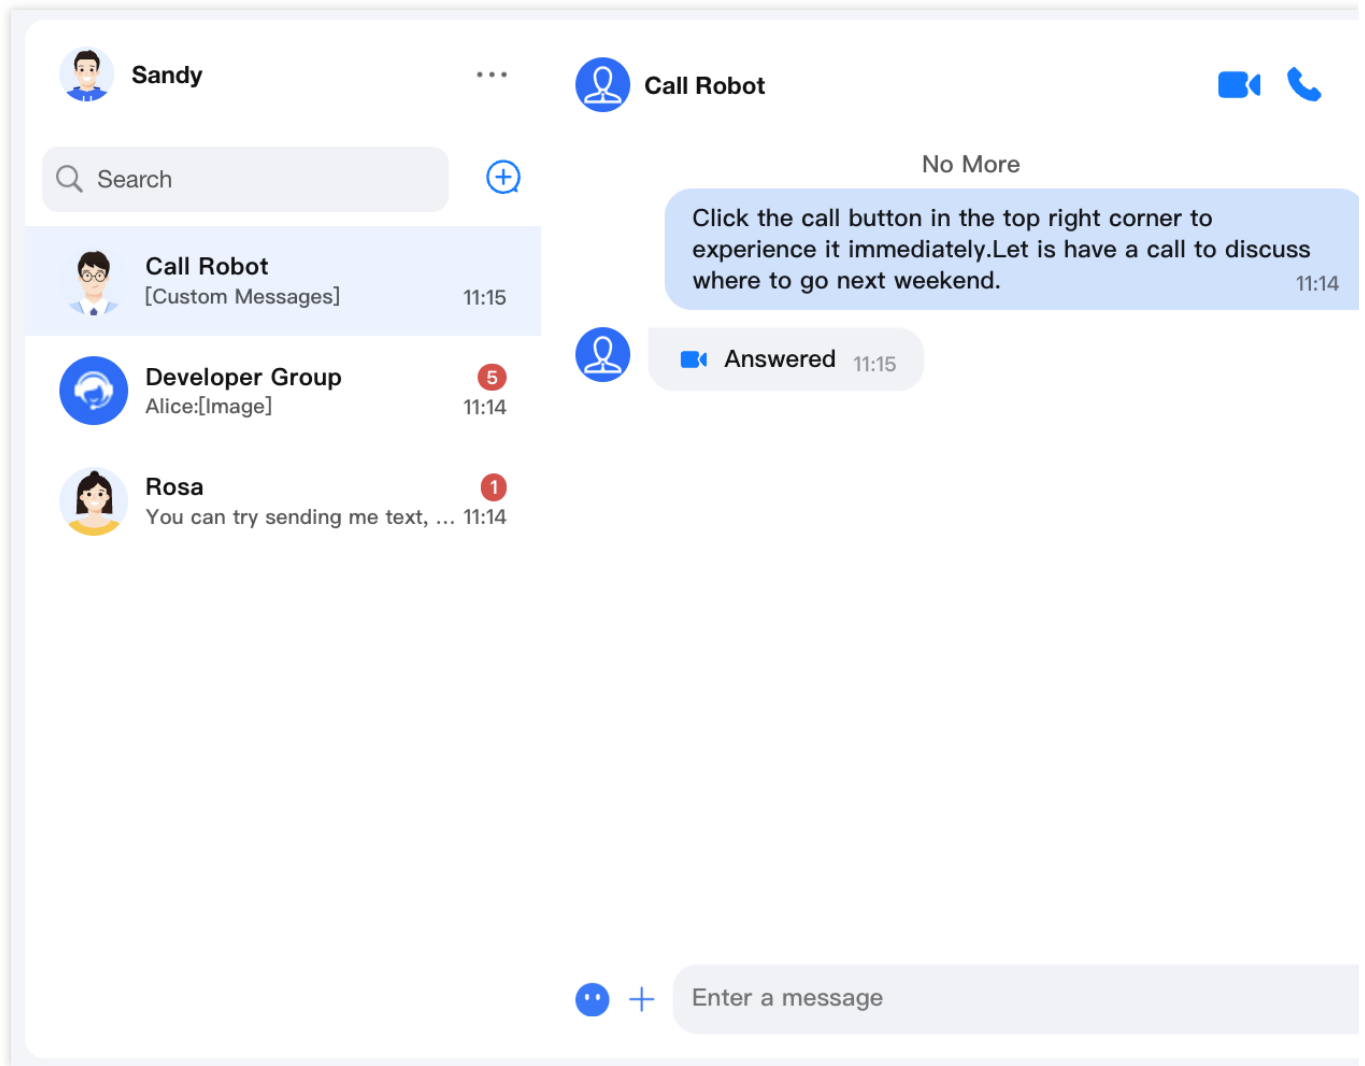 Sandy
Search
Call Robot
[Custom Messages] 11:15
Developer Group 5
Alice:[Image] 11:14
Rosa 1
You can try sending me text, ... 11:14
Call Robot
No More
Click the call button in the top right corner to
experience it immediately.Let is have a call to discuss
where to go next weekend. 11:14
Answered 11:15
Enter a message